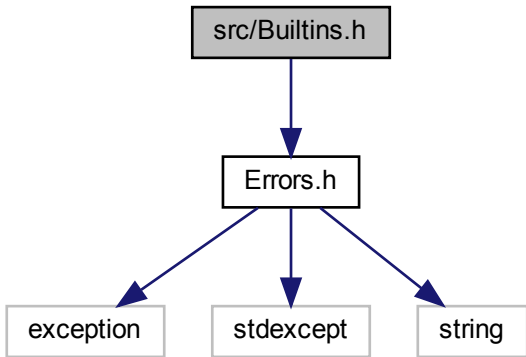 src/Builtins.h
Errors.h
exception
stdexcept
string